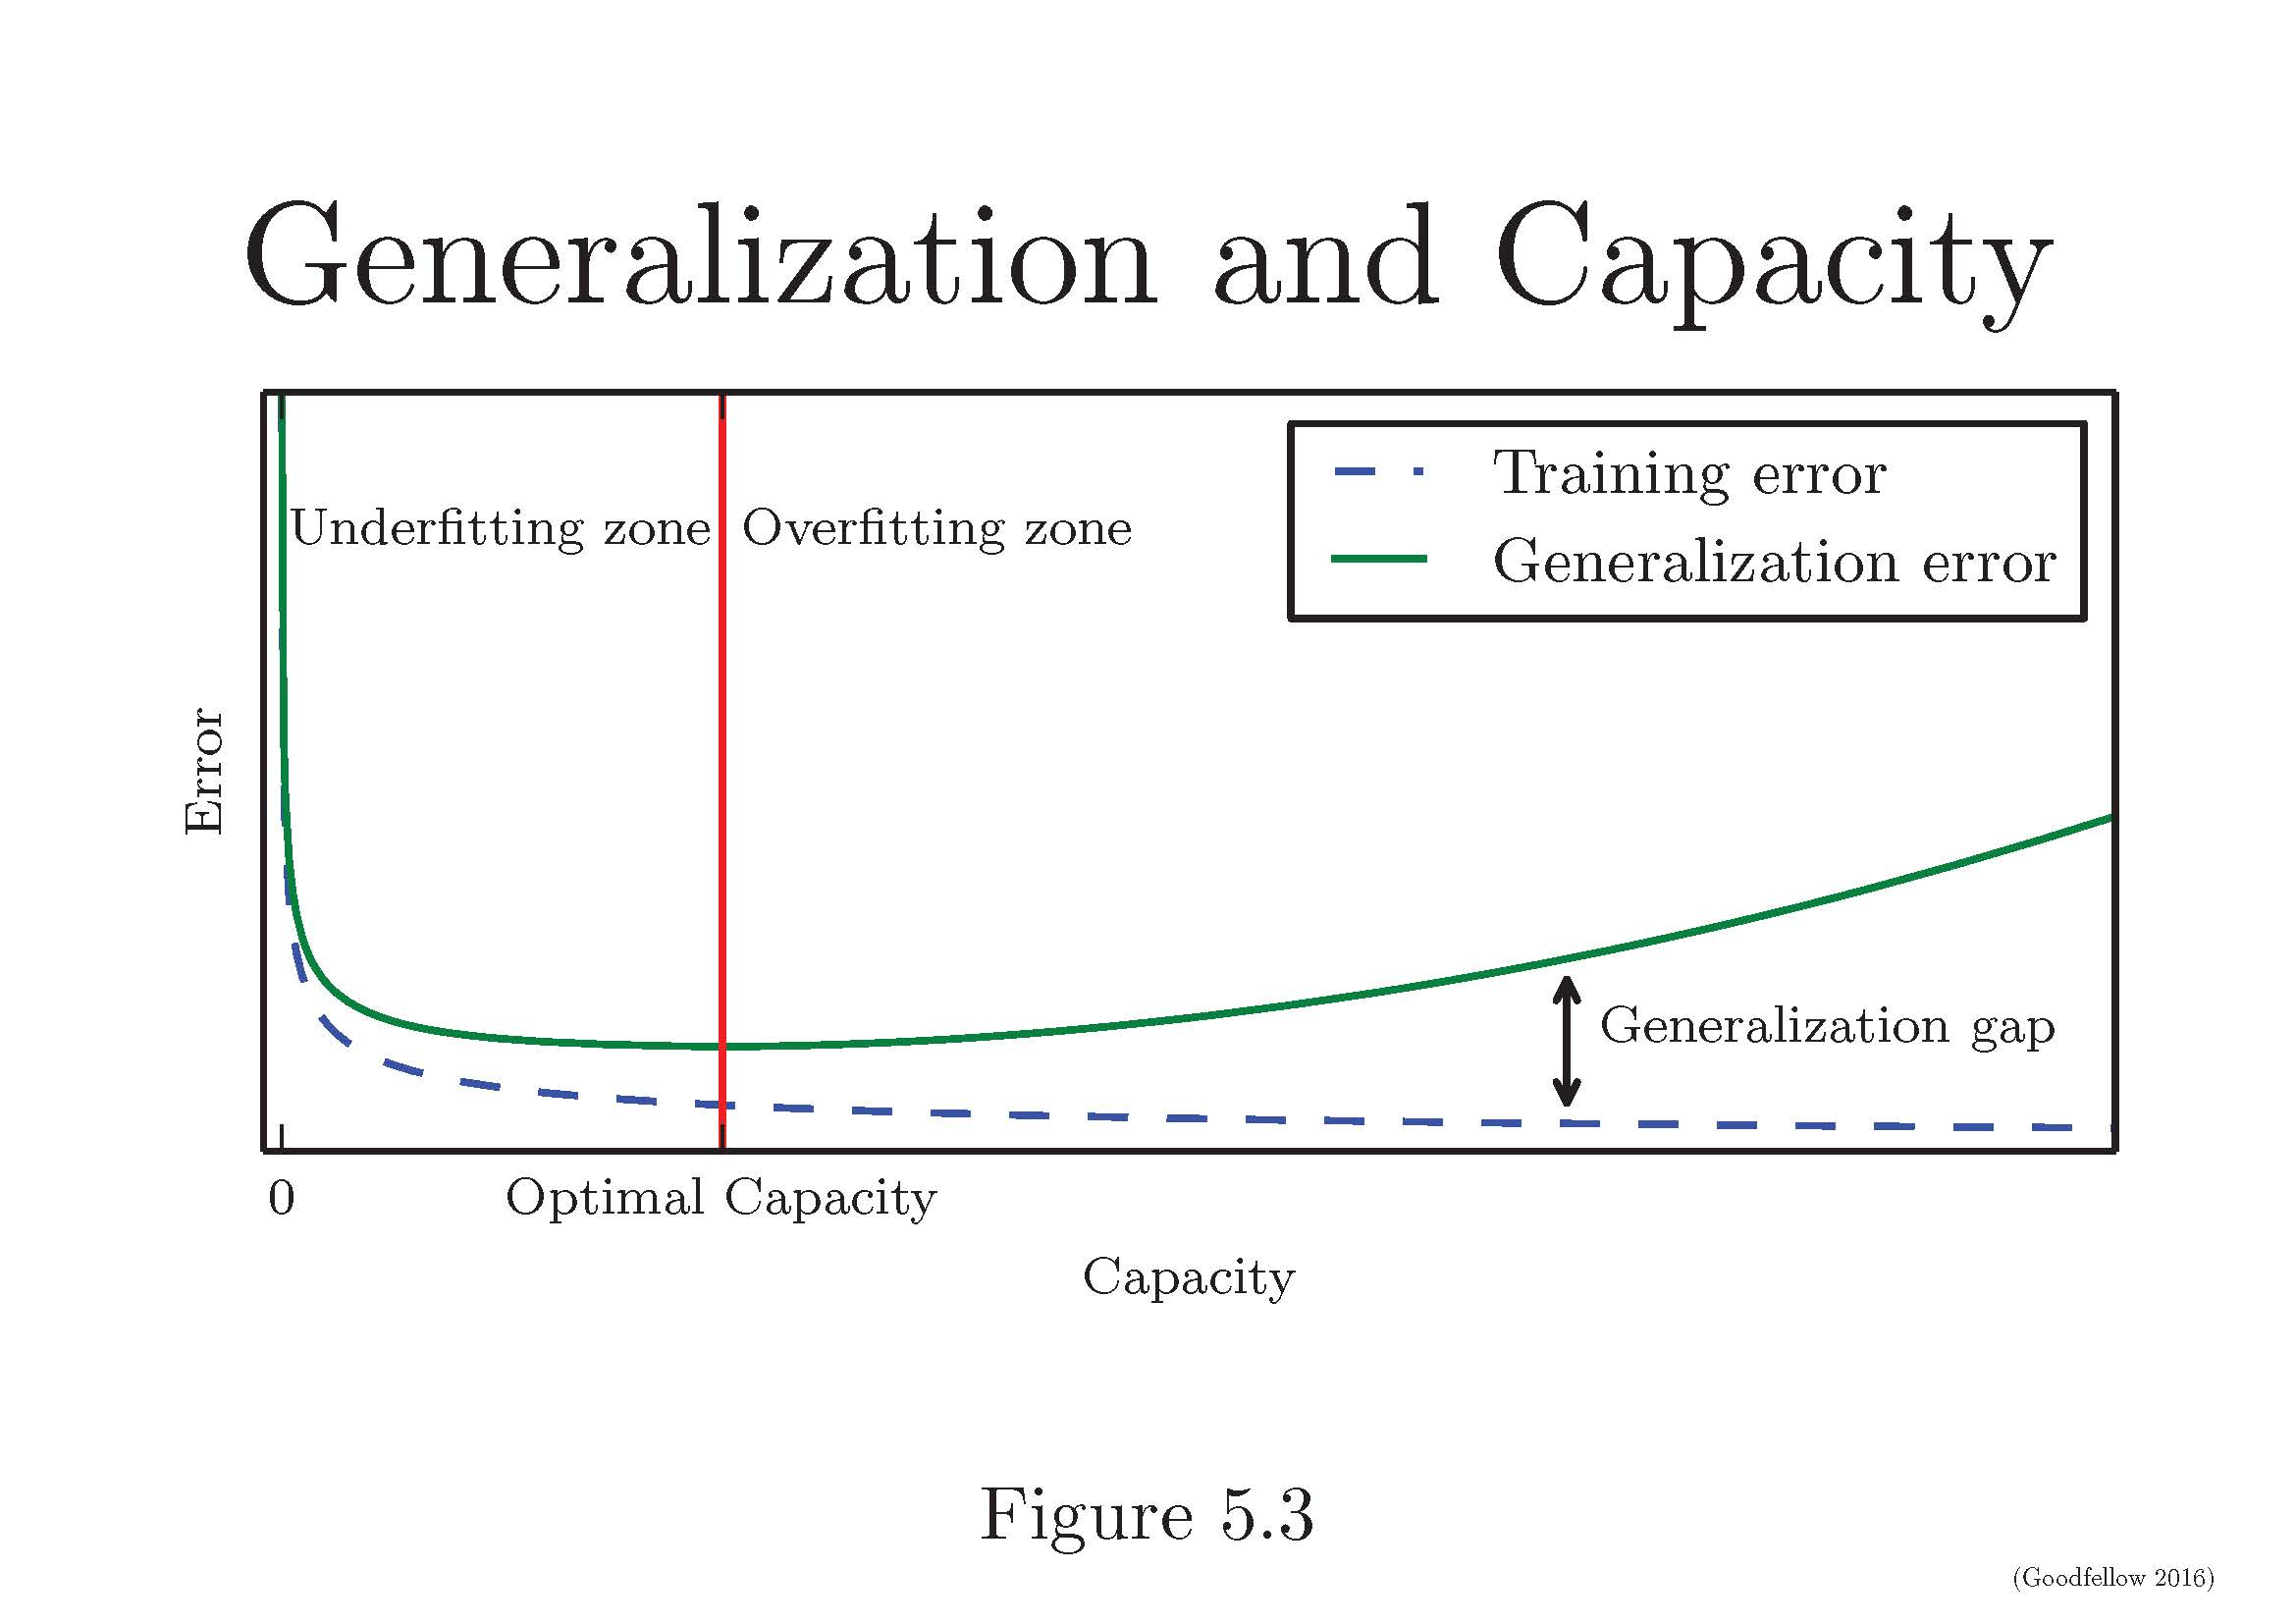 Generalization and Capacity
Training error
Underfitting zone
Overfitting zone
Generalization error
Error
Generalization gap
0
Optimal Capacity
Capacity
Figure 5.3
(Goodfellow 2016)